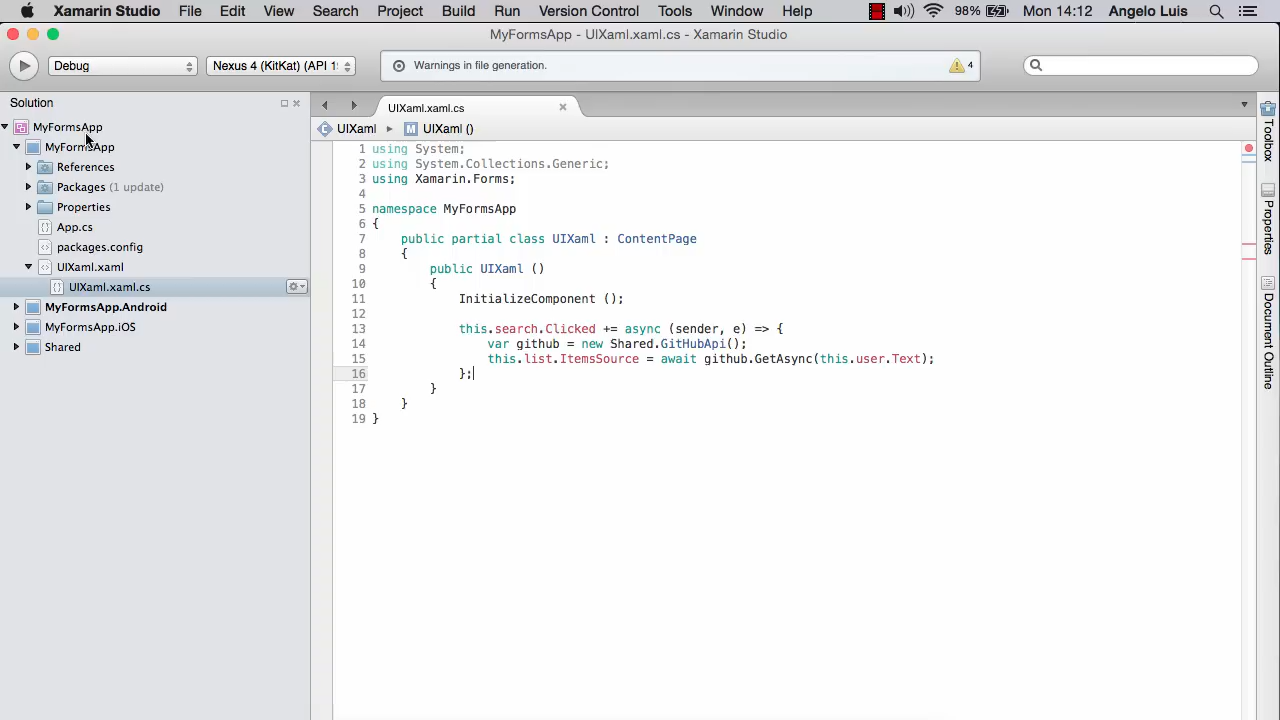 Xamarin Studio File Edit View Search Project Build Run Version Control Tools Window Help 98% Mon 14:12 Angelo Luis
MyFormsApp - UIXaml.xaml.cs - Xamarin Studio
Debug Nexus 4 (KitKat) (API 1 Warnings in file generation. 4
Solution
MyFormsApp
MyFormsApp
References
Packages (1 update)
Properties
App.cs
packages.config
UIXaml.xaml
UIXaml.xaml.cs
MyFormsApp.Android
MyFormsApp.iOS
Shared
UIXaml.xaml.cs
UIXaml UIXaml ()
1 using System;
2 using System.Collections.Generic;
3 using Xamarin.Forms;
4
5 namespace MyFormsApp
6 {
7 public partial class UIXaml : ContentPage
8 {
9 public UIXaml ()
10 {
11 InitializeComponent ();
12
13 this.search.Clicked += async (sender, e) => {
14 var github = new Shared.GitHubApi();
15 this.list.ItemsSource = await github.GetAsync(this.user.Text);
16 };
17 }
18 }
19 }
Toolbox
Properties
Document Outline